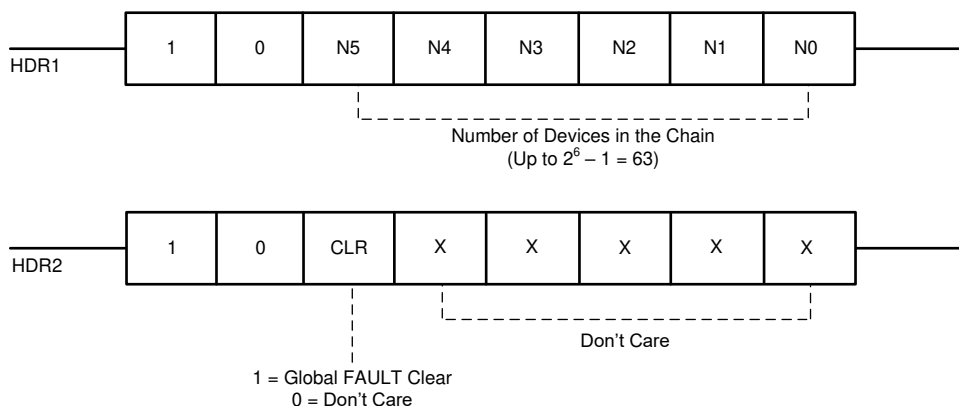 HDR1
1 0 N5 N4 N3 N2 N1 N0
Number of Devices in the Chain
(Up to 2⁶ – 1 = 63)
HDR2
1 0 CLR X X X X X
Don't Care
1 = Global FAULT Clear
0 = Don't Care